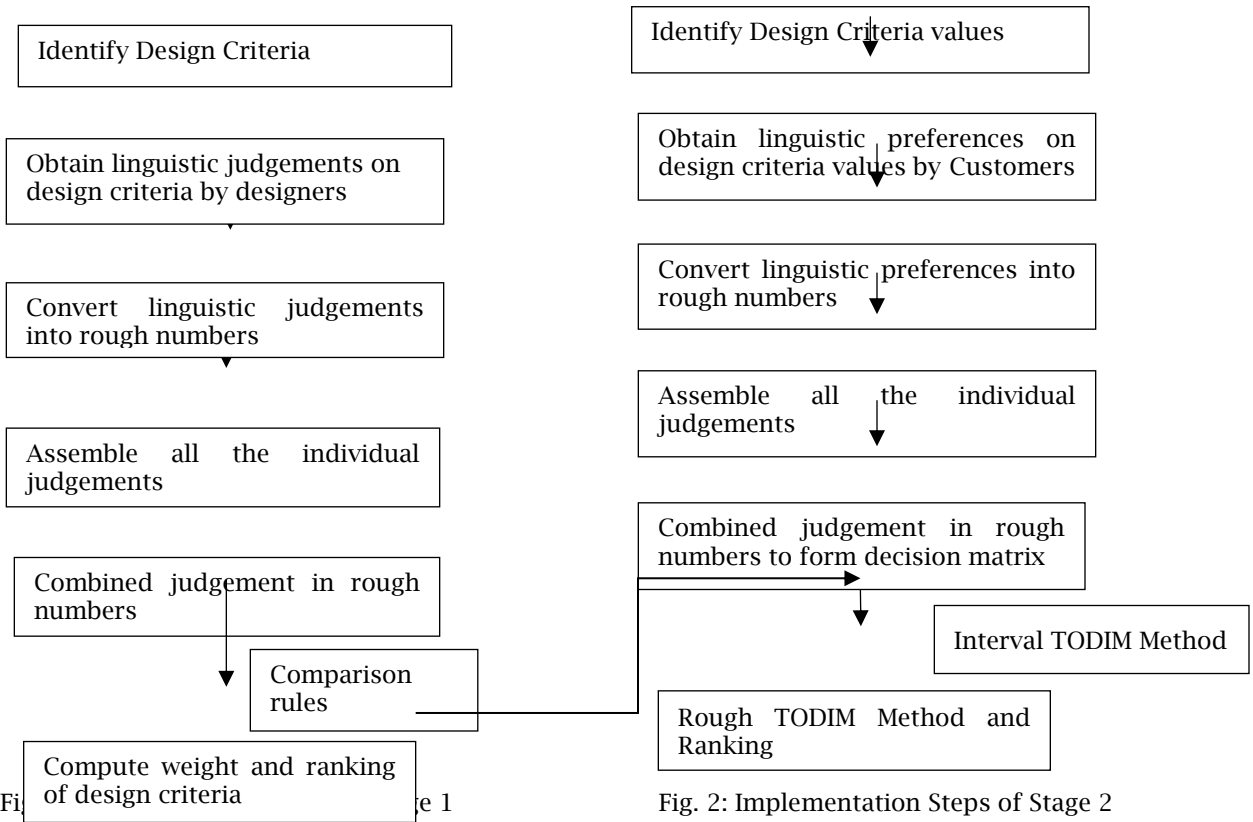 Identify Design Criteria
Obtain linguistic judgements on
design criteria by designers
Convert linguistic judgements
into rough numbers
Assemble all the individual
judgements
Combined judgement in rough
numbers
Comparison
rules
Compute weight and ranking
of design criteria
Fi
e 1
Identify Design Criteria values
Obtain linguistic preferences on
design criteria values by Customers
Convert linguistic preferences into
rough numbers
Assemble all the individual
judgements
Combined judgement in rough
numbers to form decision matrix
Interval TODIM Method
Rough TODIM Method and
Ranking
Fig. 2: Implementation Steps of Stage 2